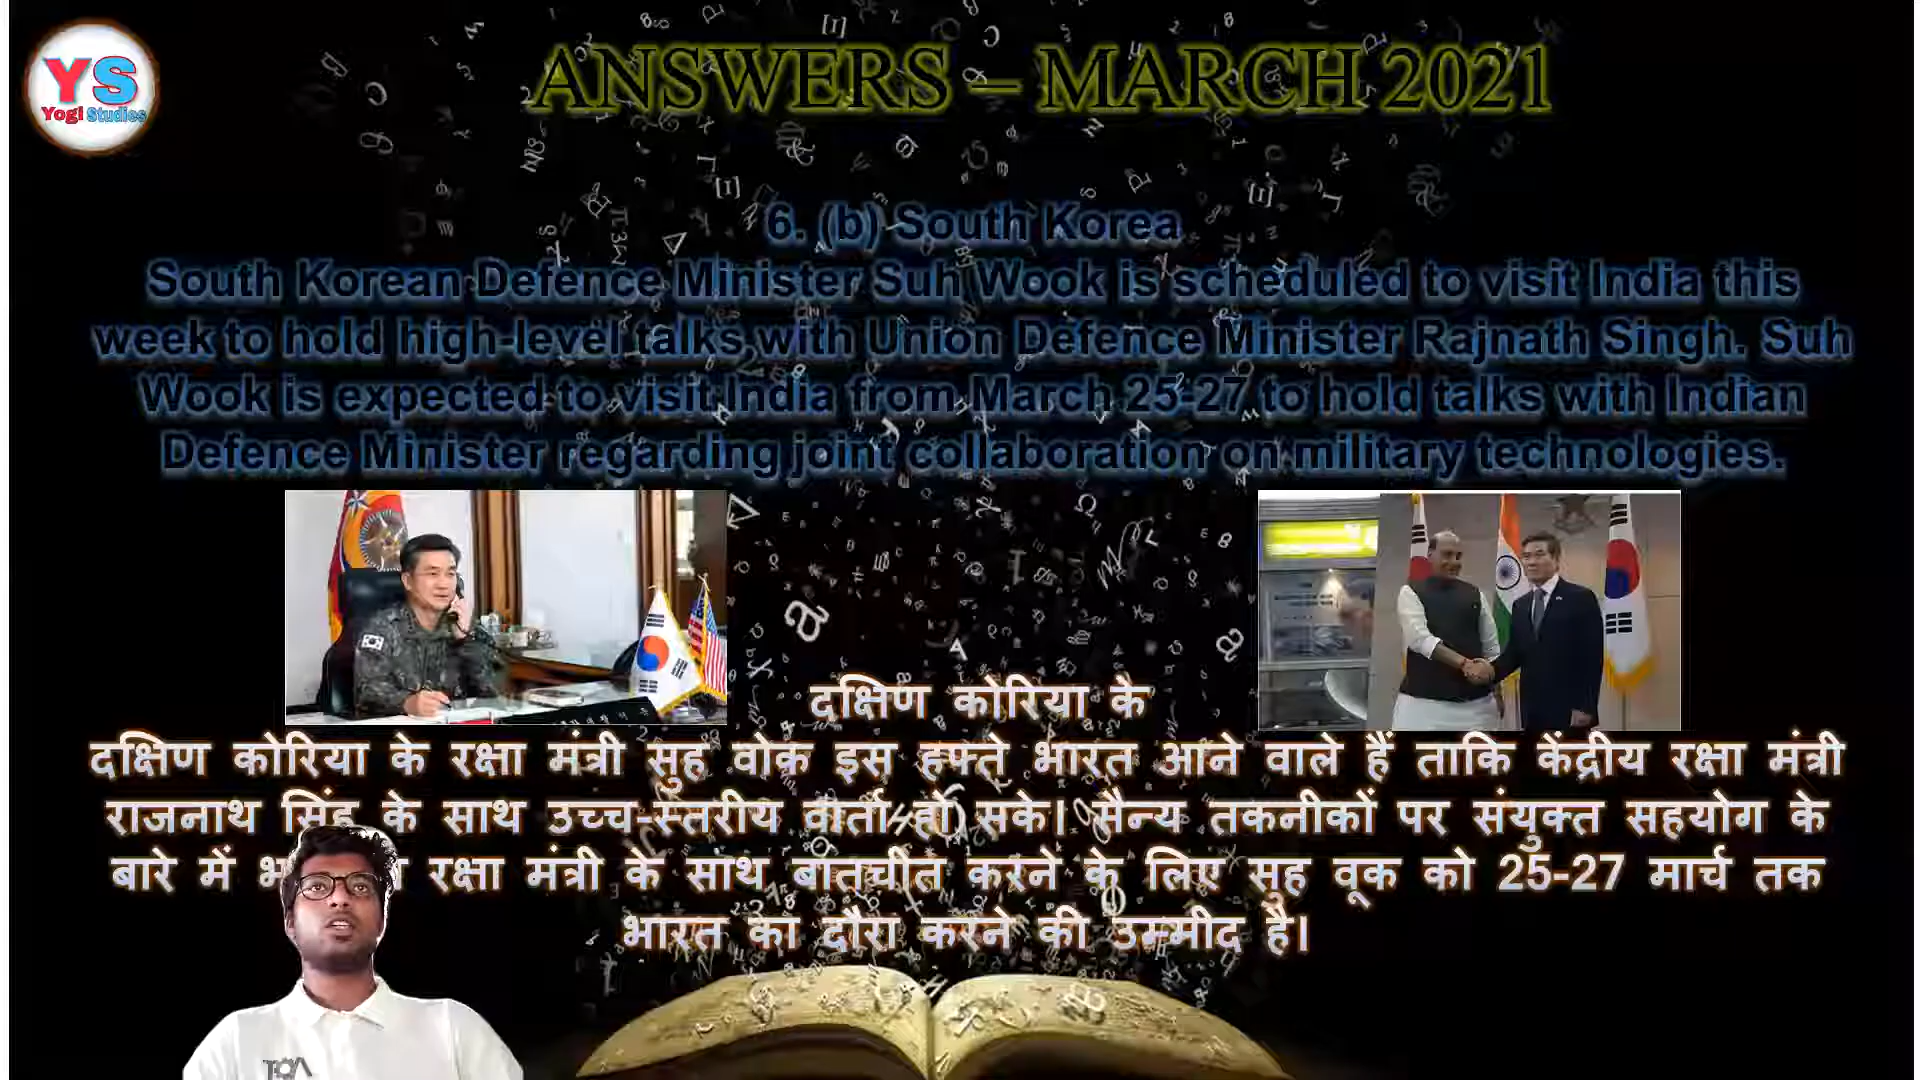 YS
Yogi Studies
ANSWERS – MARCH 2021
6. (b) South Korea
South Korean Defence Minister Suh Wook is scheduled to visit India this
week to hold high-level talks with Union Defence Minister Rajnath Singh. Suh
Wook is expected to visit India from March 25-27 to hold talks with Indian
Defence Minister regarding joint collaboration on military technologies.
दक्षिण कोरिया के
दक्षिण कोरिया के रक्षा मंत्री सुह वोक इस हफ्ते भारत आने वाले हैं ताकि केंद्रीय रक्षा मंत्री
राजनाथ सिंह के साथ उच्च-स्तरीय वार्ता हो सके। सैन्य तकनीकों पर संयुक्त सहयोग के
बारे में रक्षा मंत्री के साथ बातचीत करने के लिए सुह वूक को 25-27 मार्च तक
भारत का दौरा करने की उम्मीद है।